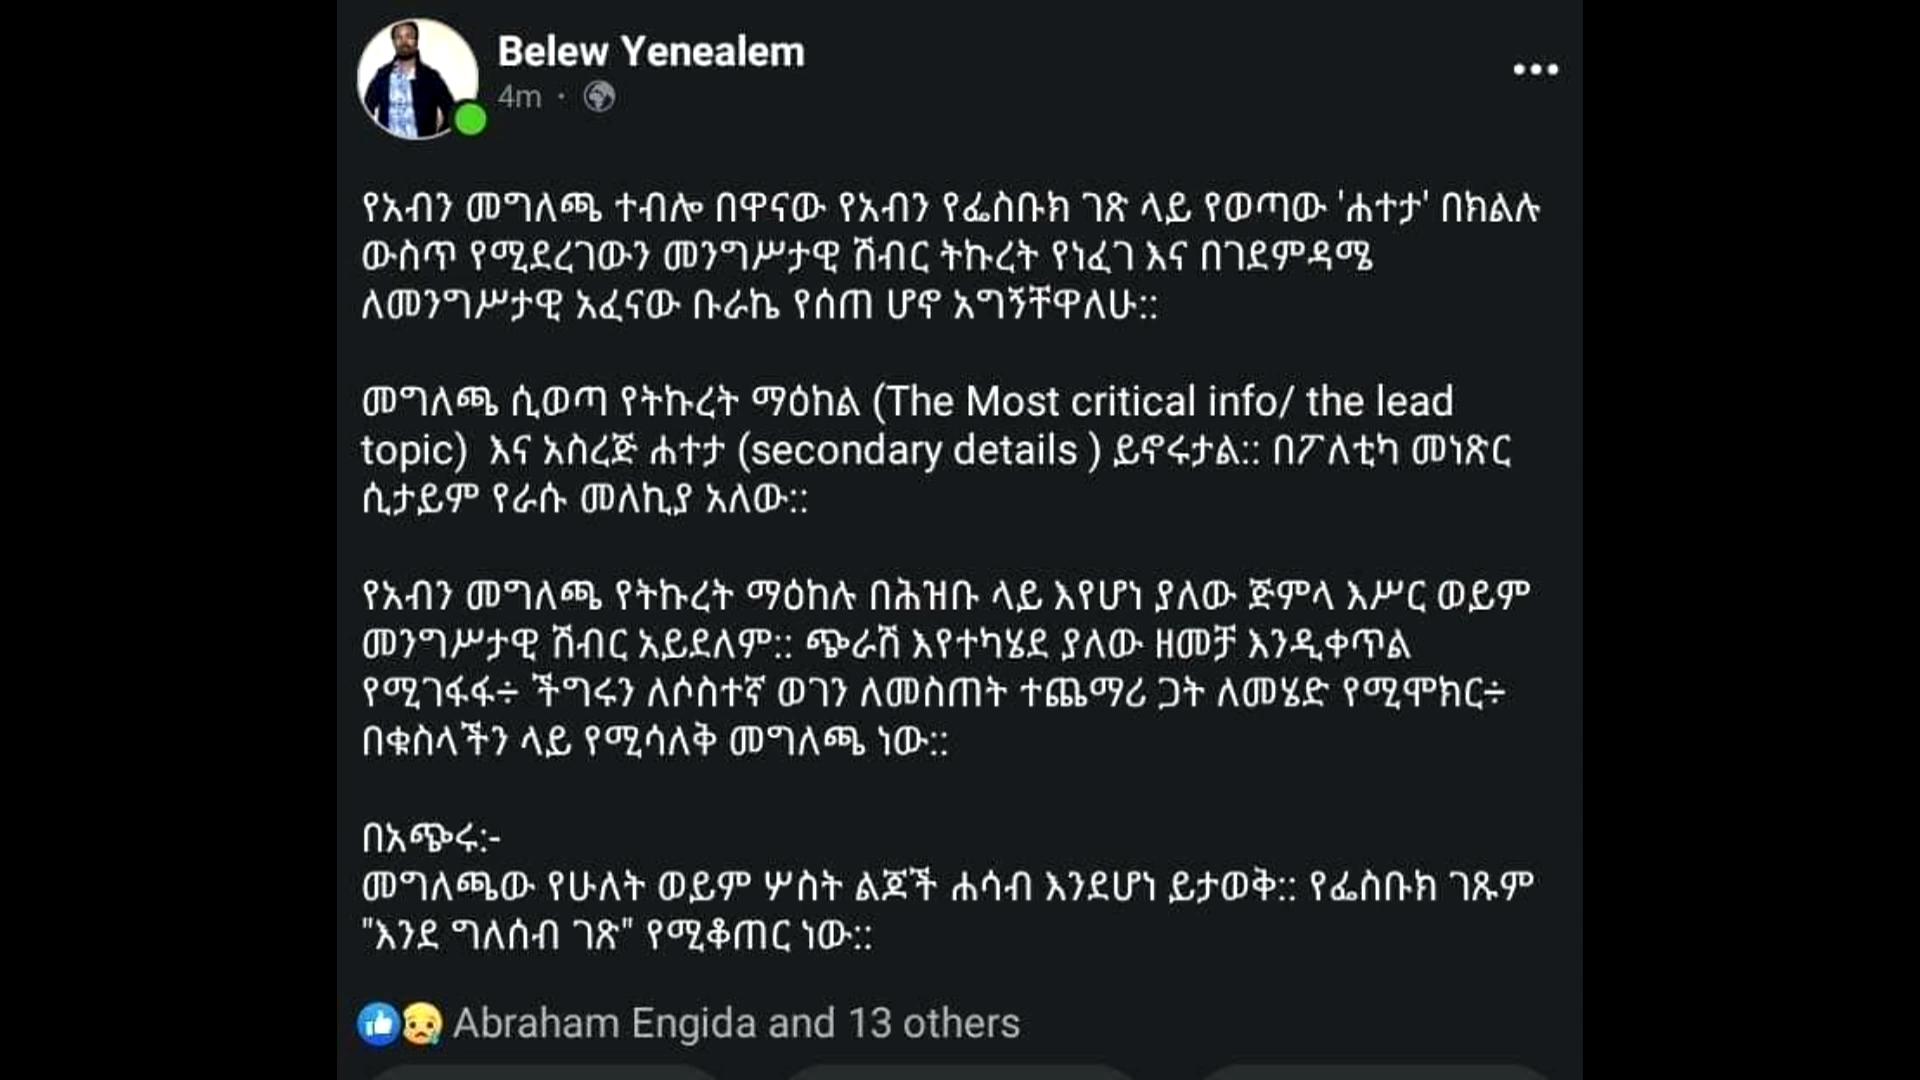 Belew Yenealem
4m ·
የአብን መግለጫ ተብሎ በዋናው የአብን የፌስቡክ ገጽ ላይ የወጣው 'ሐተታ' በክልሉ
ውስጥ የሚደረገውን መንግሥታዊ ሽብር ትኩረት የነፈገ እና በገደምዳሜ
ለመንግሥታዊ አፈናው ቡራኬ የሰጠ ሆኖ አግኝቸዋለሁ::
መግለጫ ሲወጣ የትኩረት ማዕከል (The Most critical info/ the lead
topic)  እና አስረጅ ሐተታ (secondary details ) ይኖሩታል:: በፖለቲካ መነጽር
ሲታይም የራሱ መለኪያ አለው::
የአብን መግለጫ የትኩረት ማዕከሉ በሕዝቡ ላይ እየሆነ ያለው ጅምላ እሥር ወይም
መንግሥታዊ ሽብር አይደለም:: ጭራሽ እየተካሄደ ያለው ዘመቻ እንዲቀጥል
የሚገፋፋ÷ ችግሩን ለሶስተኛ ወገን ለመስጠት ተጨማሪ ጋት ለመሄድ የሚሞክር÷
በቁስላችን ላይ የሚሳለቅ መግለጫ ነው::
በአጭሩ:-
መግለጫው የሁለት ወይም ሦስት ልጆች ሐሳብ እንደሆነ ይታወቅ:: የፌስቡክ ገጹም
"እንደ ግለሰብ ገጽ" የሚቆጠር ነው::
Abraham Engida and 13 others